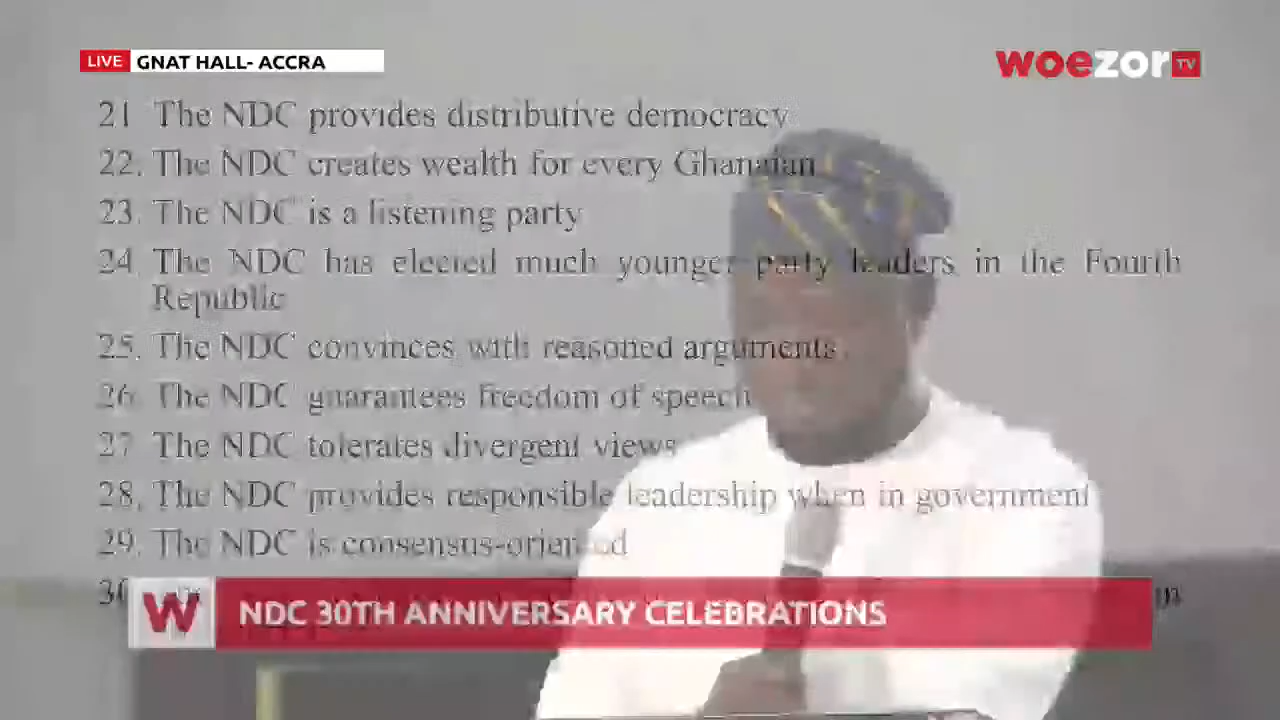 LIVE GNAT HALL- ACCRA
woezor TV
21 The NDC provides distributive democracy
22. The NDC creates wealth for every Ghanaian
23. The NDC is a listening party
24. The NDC has elected much younger party leaders in the Fourth
Republic
25. The NDC convinces with reasoned arguments.
26. The NDC guarantees freedom of speech
27. The NDC tolerates divergent views
28. The NDC provides responsible leadership when in government
29. The NDC is consensus-oriented
W NDC 30TH ANNIVERSARY CELEBRATIONS